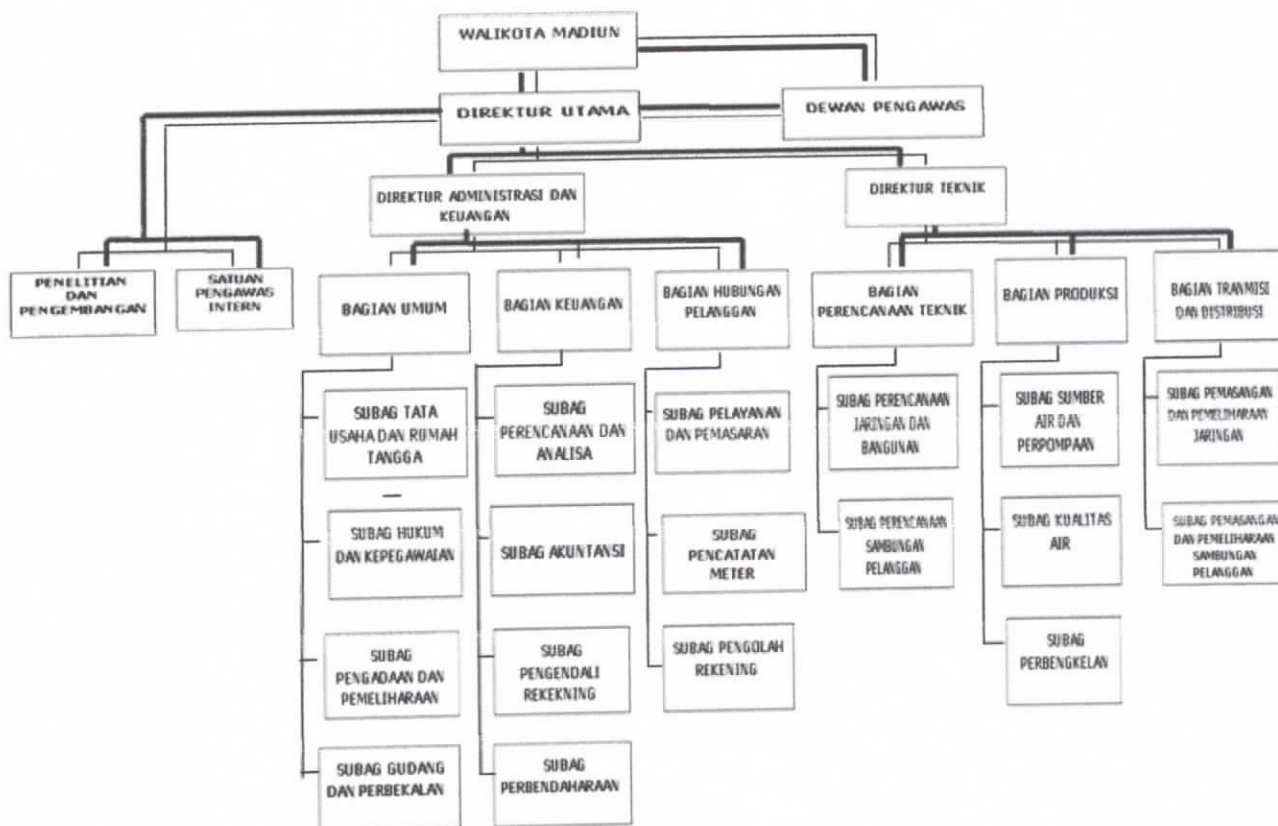 WALIKOTA MADIUN
DIREKTUR UTAMA
DEWAN PENGAWAS
DIREKTUR ADMINISTRASI DAN
KEUANGAN
DIREKTUR TEKNIK
PENELITIAN
DAN
PENGEMBANGAN
SATUAN
PENGAWAS
INTERN
BAGIAN UMUM
BAGIAN KEUANGAN
BAGIAN HUBUNGAN
PELANGGAN
BAGIAN
PERENCANAAN TEKNIK
BAGIAN PRODUKSI
BAGIAN TRANMISI
DAN DISTRIBUSI
SUBAG TATA
USAHA DAN RUMAH
TANGGA
SUBAG HUKUM
DAN KEPEGAWAIAN
SUBAG
PENGADAAN DAN
PEMELIHARAAN
SUBAG GUDANG
DAN PERBEKALAN
SUBAG
PERENCANAAN DAN
ANALISA
SUBAG AKUNTANSI
SUBAG
PENGENDALI
REKEKNING
SUBAG
PERBENDAHARAAN
SUBAG PELAYANAN
DAN PEMASARAN
SUBAG
PENCATATAN
METER
SUBAG PENGOLAH
REKENING
SUBAG PERENCANAAN
JARINGAN DAN
BANGUNAN
SUBAG PERENCANAAN
SAMBUNGAN
PELANGGAN
SUBAG SUMBER
AIR DAN
PERPOMPAAN
SUBAG KUALITAS
AIR
SUBAG
PERBENGKELAN
SUBAG PEMASANGAN
DAN PEMELIHARAAN
JARINGAN
SUBAG PEMASANGAN
DAN PEMELIHARAAN
SAMBUNGAN
PELANGGAN